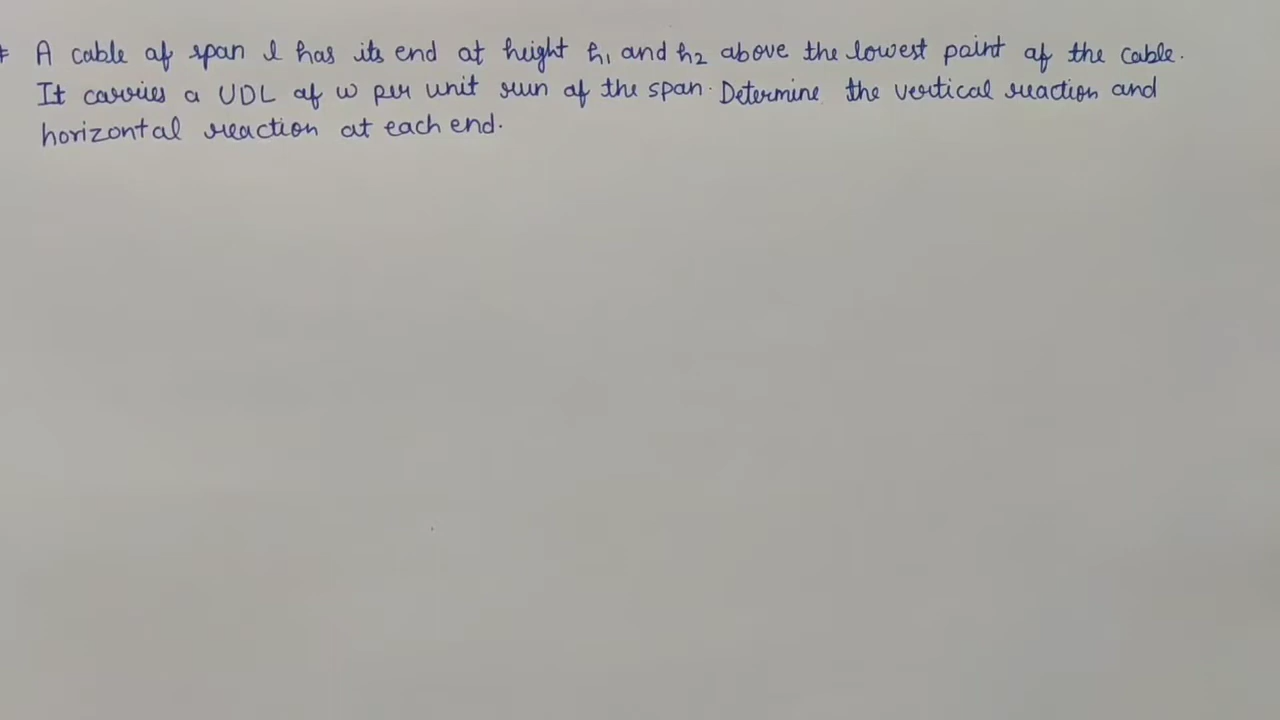 A cable of span l has its end at height h₁ and h₂ above the lowest point of the cable.
It carries a UDL of w per unit run of the span. Determine the vertical reaction and
horizontal reaction at each end.